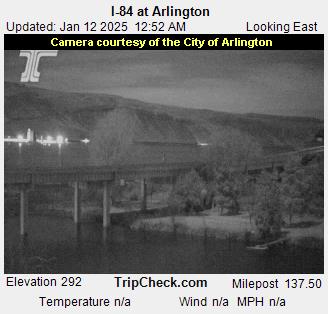 I-84 at Arlington
Updated: Jan 12 2025 12:52 AM Looking East
Camera courtesy of the City of Arlington
Elevation 292 TripCheck.com Milepost 137.50
Temperature n/a Wind n/a MPH n/a